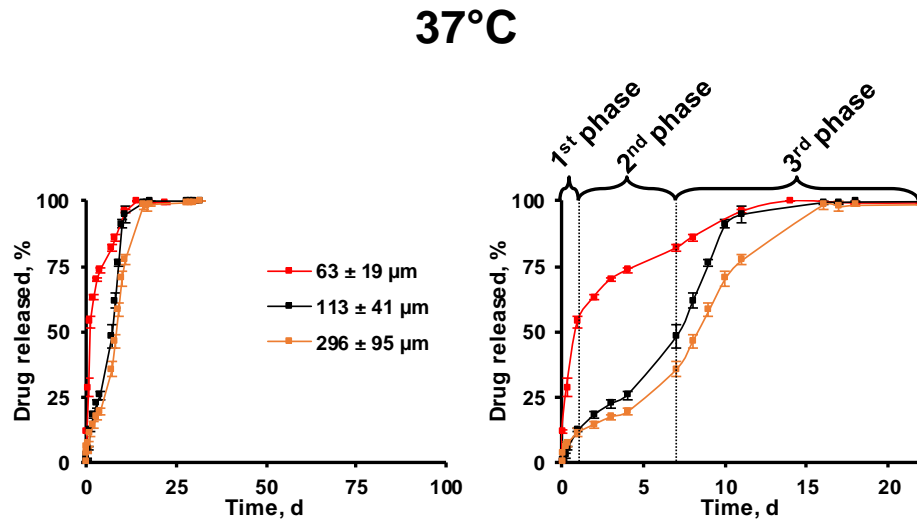 37°C
1st phase
2nd phase
3rd phase
Drug released, %
100
75
50
25
0
0 25 50 75 100
Time, d
63 ± 19 µm
113 ± 41 µm
296 ± 95 µm
Drug released, %
100
75
50
25
0
0 5 10 15 20
Time, d